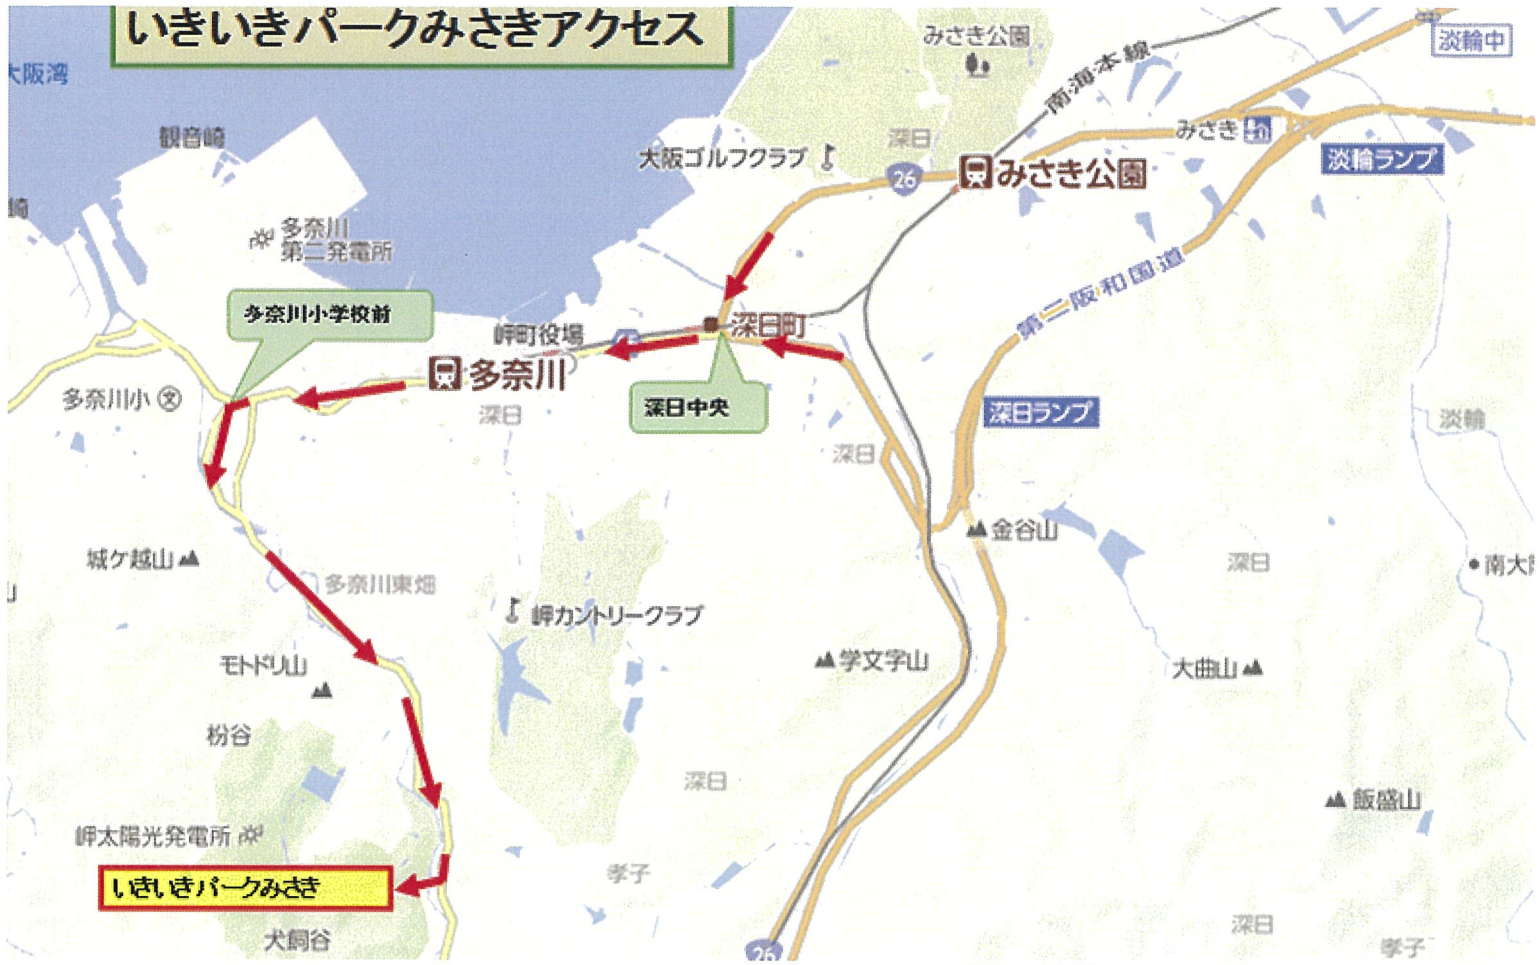 いきいきパークみさきアクセス
みさき公園
淡輪中
大阪湾
南海本線
観音崎
深日
みさき
大阪ゴルフクラブ
淡輪ランプ
26
みさき公園
崎
多奈川
第二発電所
第二阪和国道
多奈川小学校前
岬町役場
深日町
多奈川
多奈川小
文
深日中央
深日ランプ
深日
淡輪
深日
金谷山
城ケ越山
多奈川東畑
深日
南大
山
岬カントリークラブ
モトドリ山
学文字山
大曲山
枌谷
深日
飯盛山
岬太陽光発電所
いきいきパークみさき
孝子
犬飼谷
深日
孝子
26